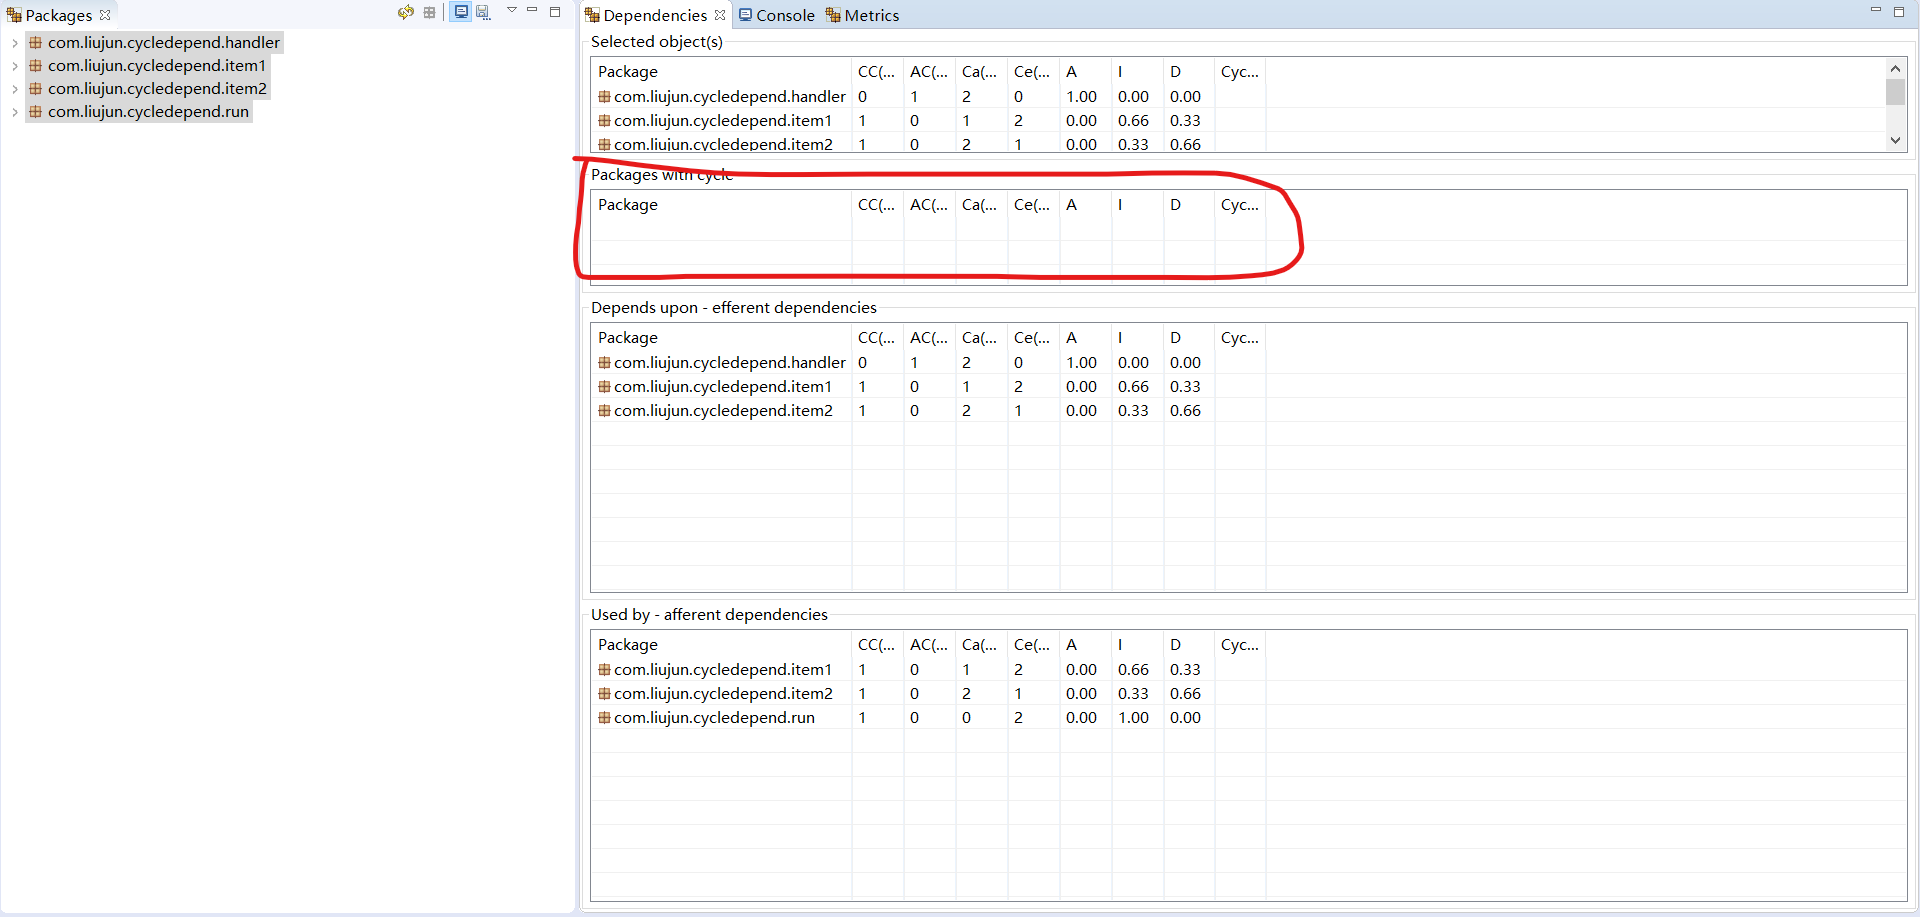 Packages
com.liujun.cycledepend.handler
com.liujun.cycledepend.item1
com.liujun.cycledepend.item2
com.liujun.cycledepend.run
Dependencies Console Metrics
Selected object(s)
Package CC(... AC(... Ca(... Ce(... A I D Cyc...
com.liujun.cycledepend.handler 0 1 2 0 1.00 0.00 0.00
com.liujun.cycledepend.item1 1 0 1 2 0.00 0.66 0.33
com.liujun.cycledepend.item2 1 0 2 1 0.00 0.33 0.66
Packages with cycle
Package CC(... AC(... Ca(... Ce(... A I D Cyc...
Depends upon - efferent dependencies
Package CC(... AC(... Ca(... Ce(... A I D Cyc...
com.liujun.cycledepend.handler 0 1 2 0 1.00 0.00 0.00
com.liujun.cycledepend.item1 1 0 1 2 0.00 0.66 0.33
com.liujun.cycledepend.item2 1 0 2 1 0.00 0.33 0.66
Used by - afferent dependencies
Package CC(... AC(... Ca(... Ce(... A I D Cyc...
com.liujun.cycledepend.item1 1 0 1 2 0.00 0.66 0.33
com.liujun.cycledepend.item2 1 0 2 1 0.00 0.33 0.66
com.liujun.cycledepend.run 1 0 0 2 0.00 1.00 0.00